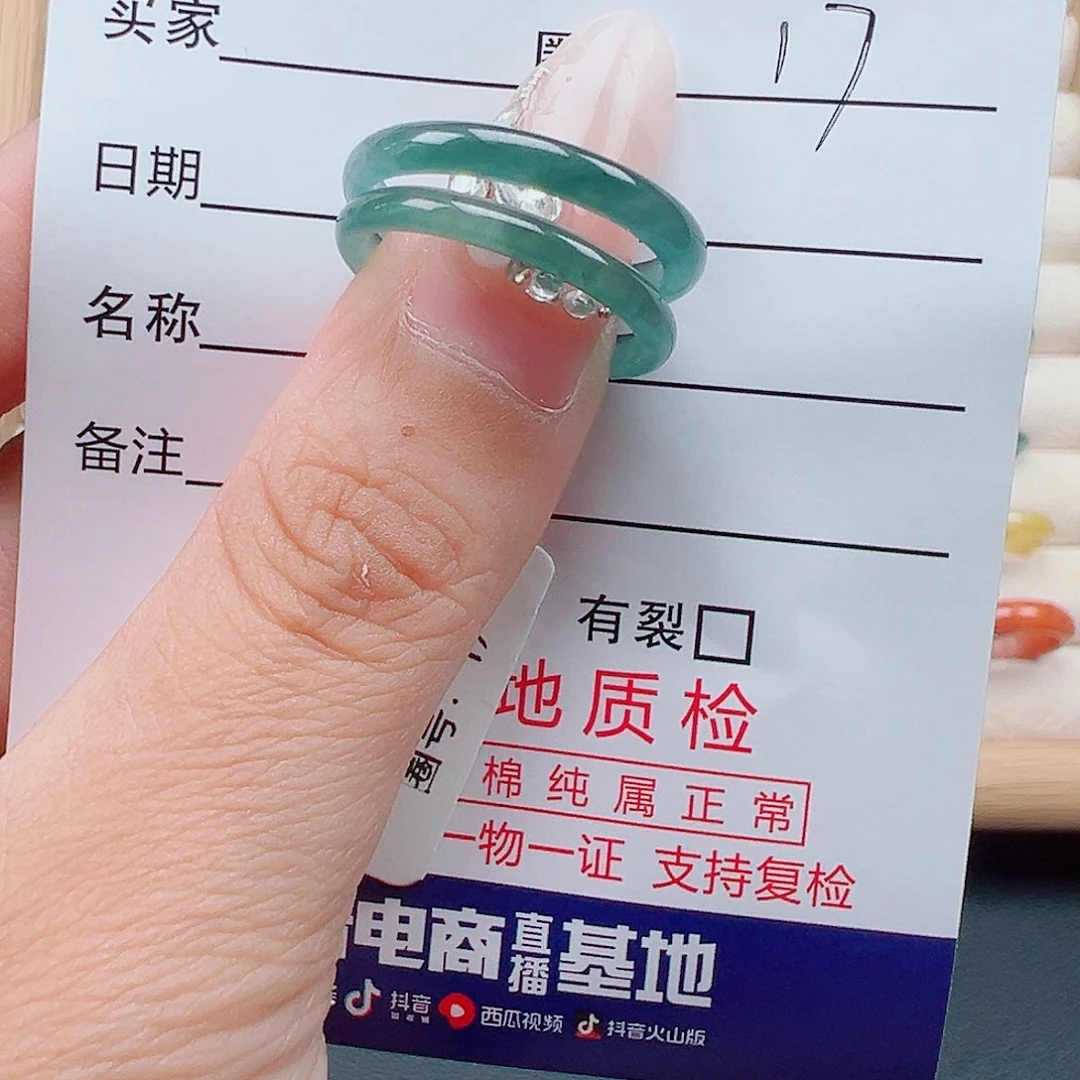 买家 圈 17
日期
名称
备注
有裂
地质检
棉纯属正常
一物一证 支持复检
电商直播基地
抖音 西瓜视频 抖音火山版